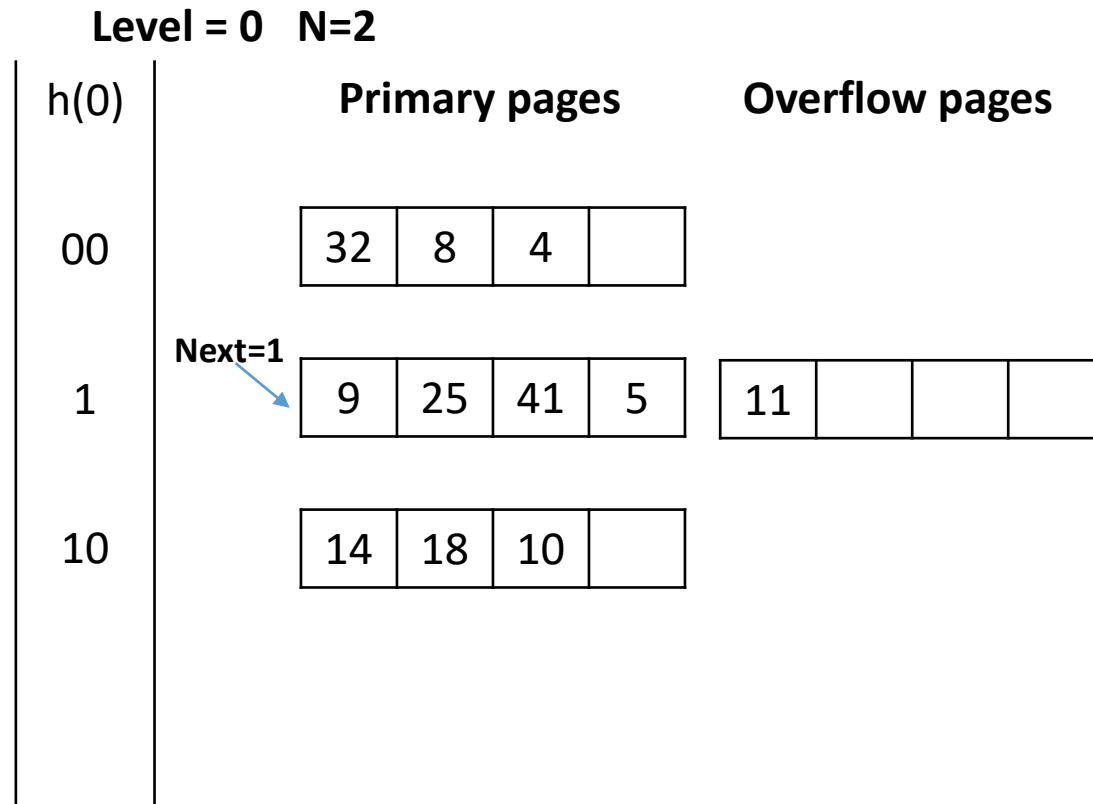 Level = 0 N=2
h(0) Primary pages Overflow pages
00 32 8 4
Next=1
1 9 25 41 5 11
10 14 18 10